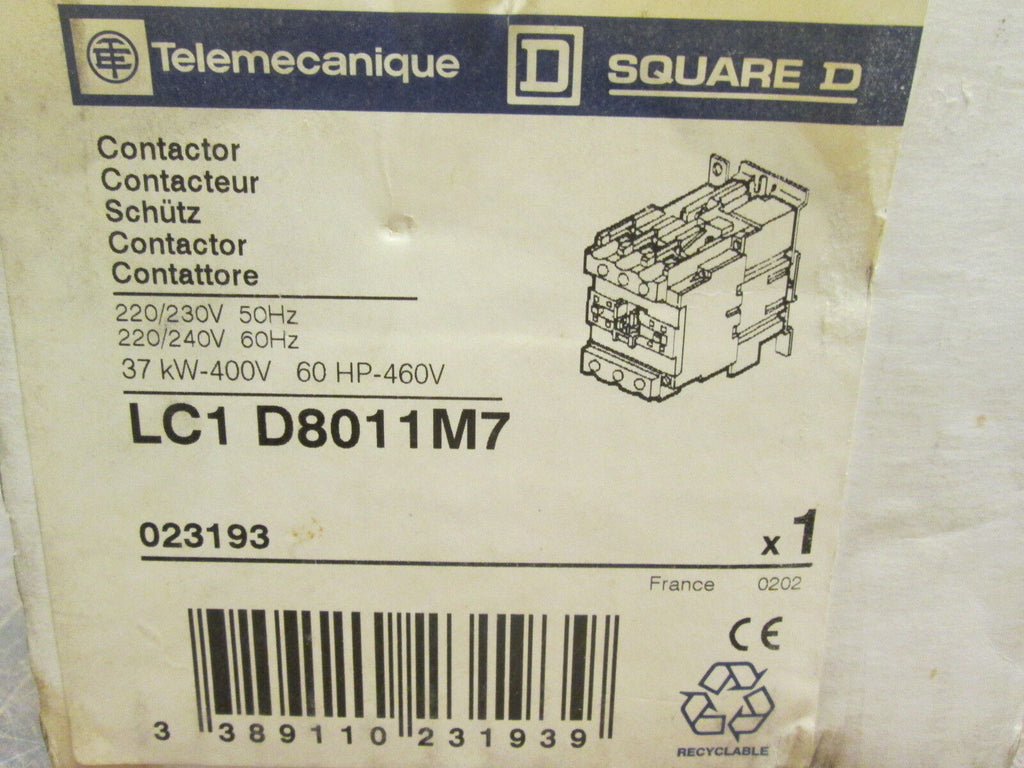 Telemecanique D SQUARE D
Contactor
Contacteur
Schütz
Contactor
Contattore
220/230V 50Hz
220/240V 60Hz
37 kW-400V 60 HP-460V
LC1 D8011M7
023193
x 1
France 0202
CE
3 389110 231939
RECYCLABLE